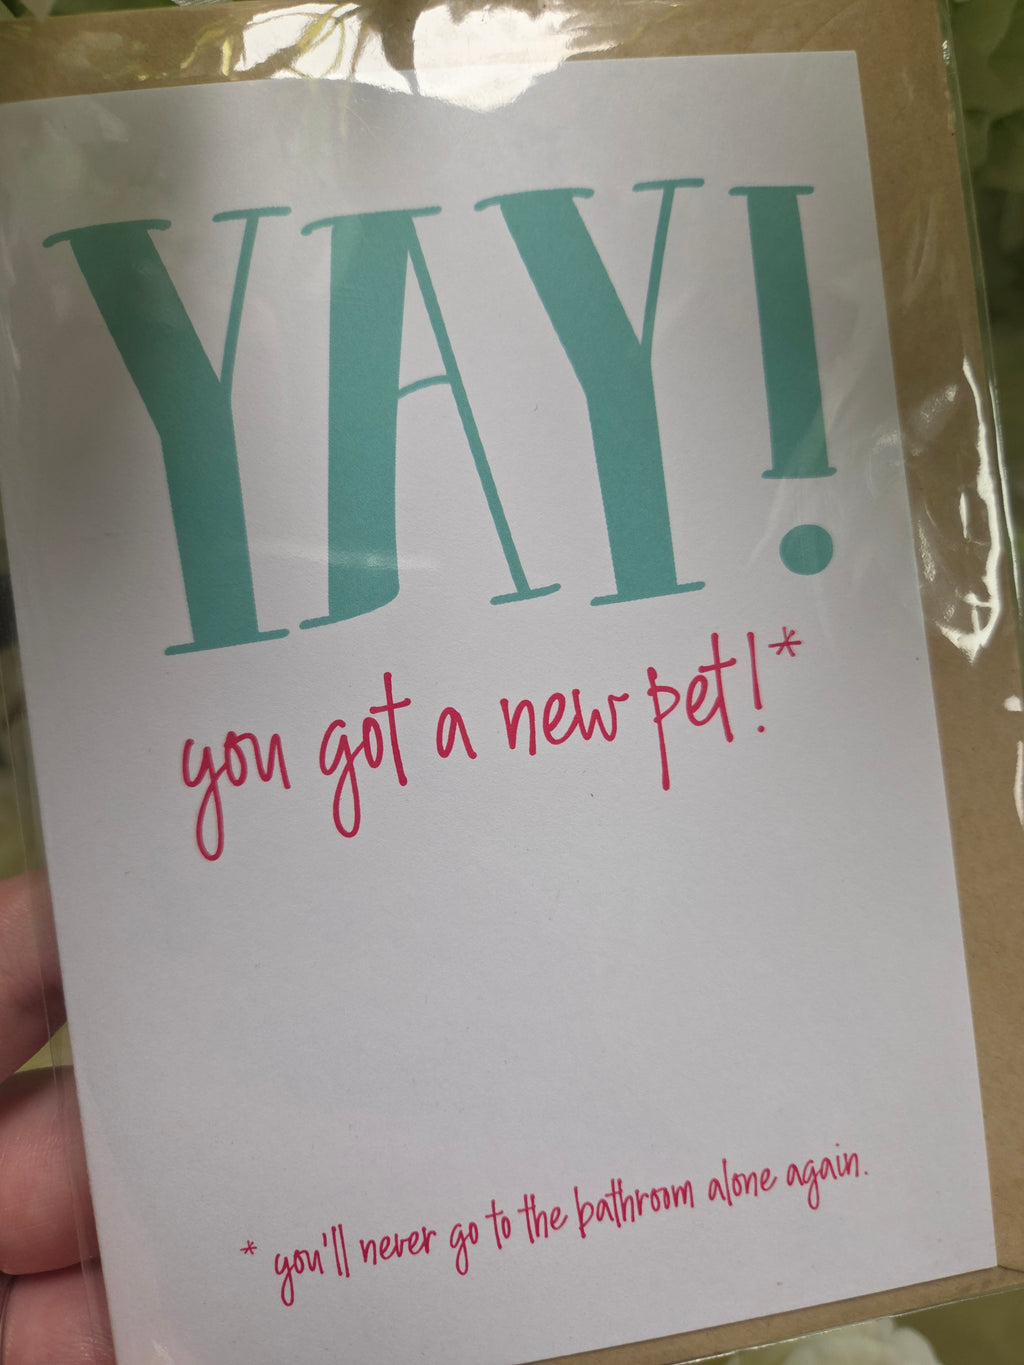 YAY!
you got a new pet!*
* you'll never go to the bathroom alone again.